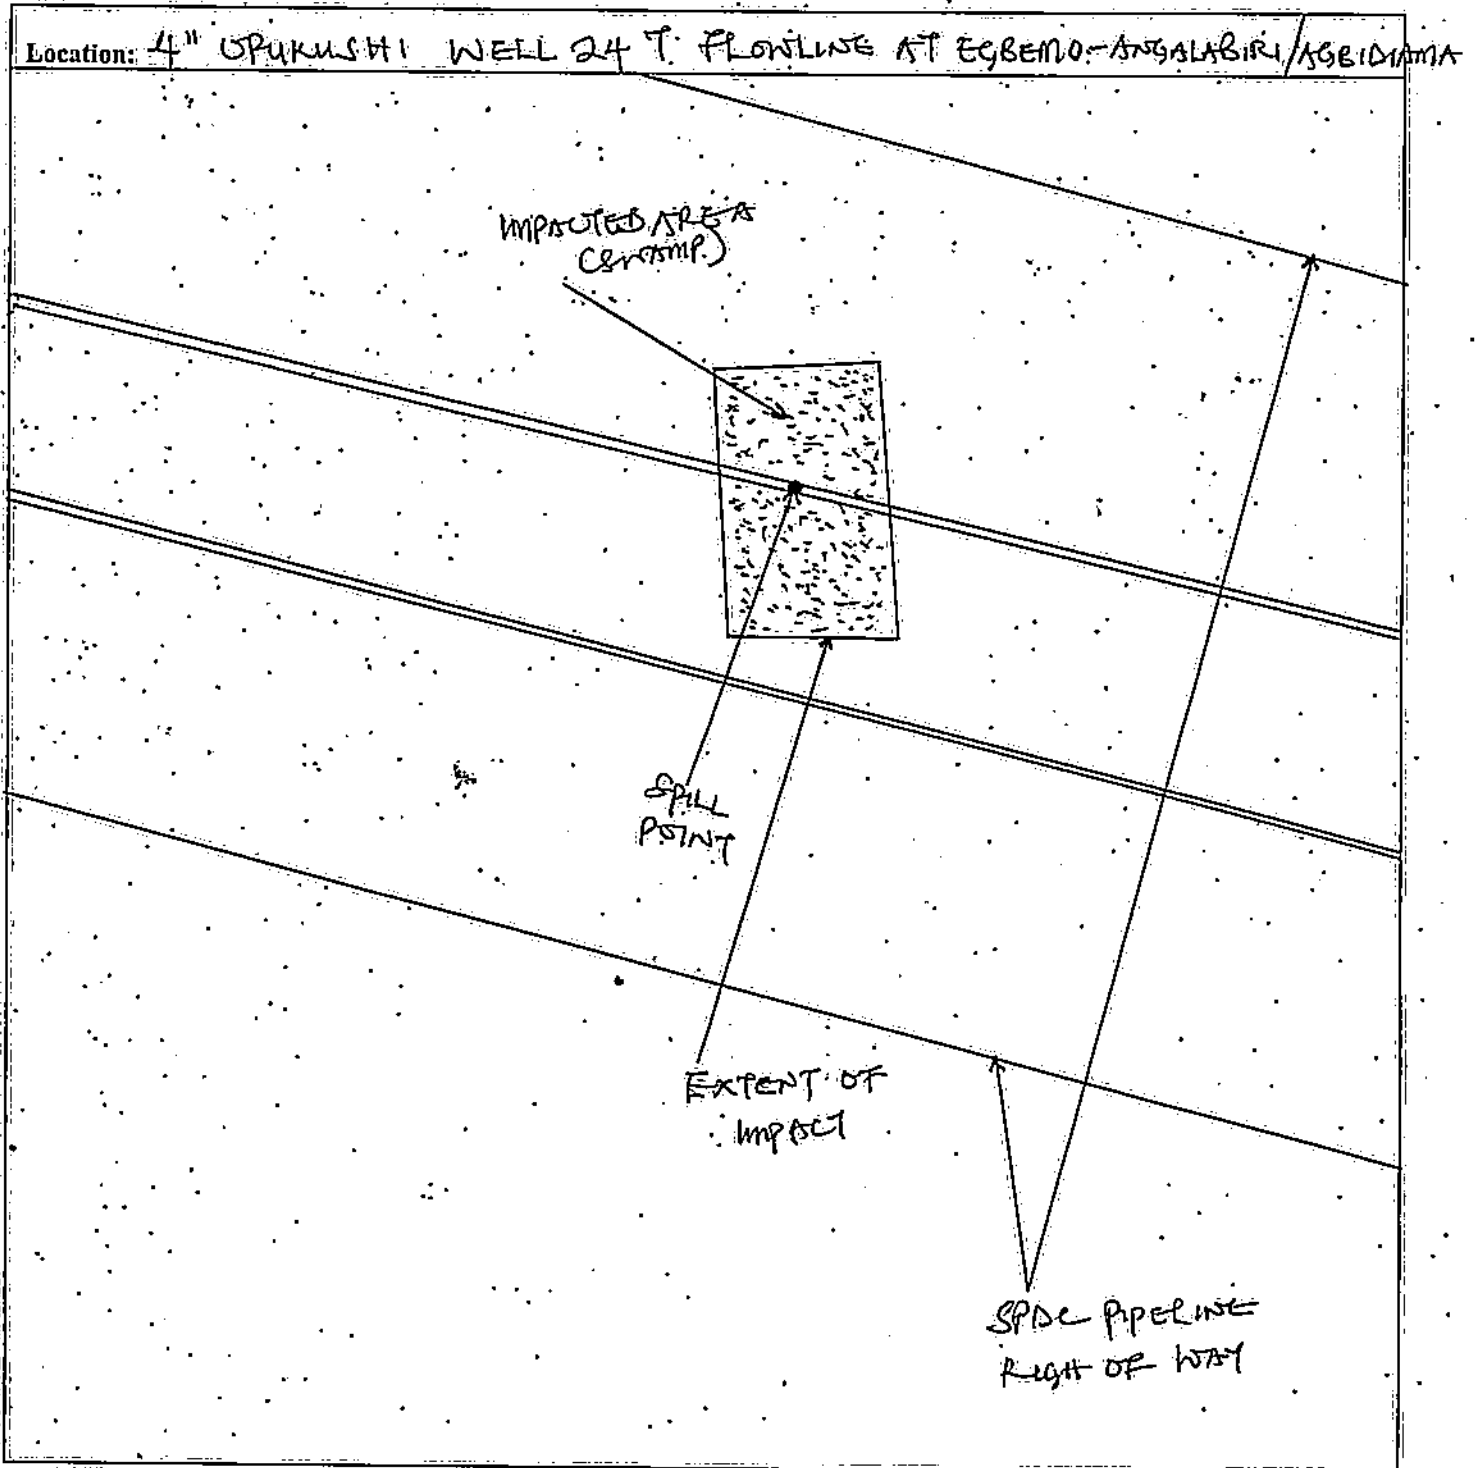 Location: 4" OPUKUSHI WELL 24 T. FLOWLINE AT EGBEMO-ANGALABIRI/AGBIDIAMA
IMPACTED AREA
(SWAMP)
SPILL
POINT
EXTENT OF
IMPACT
SPDC PIPELINE
RIGH OF WAY